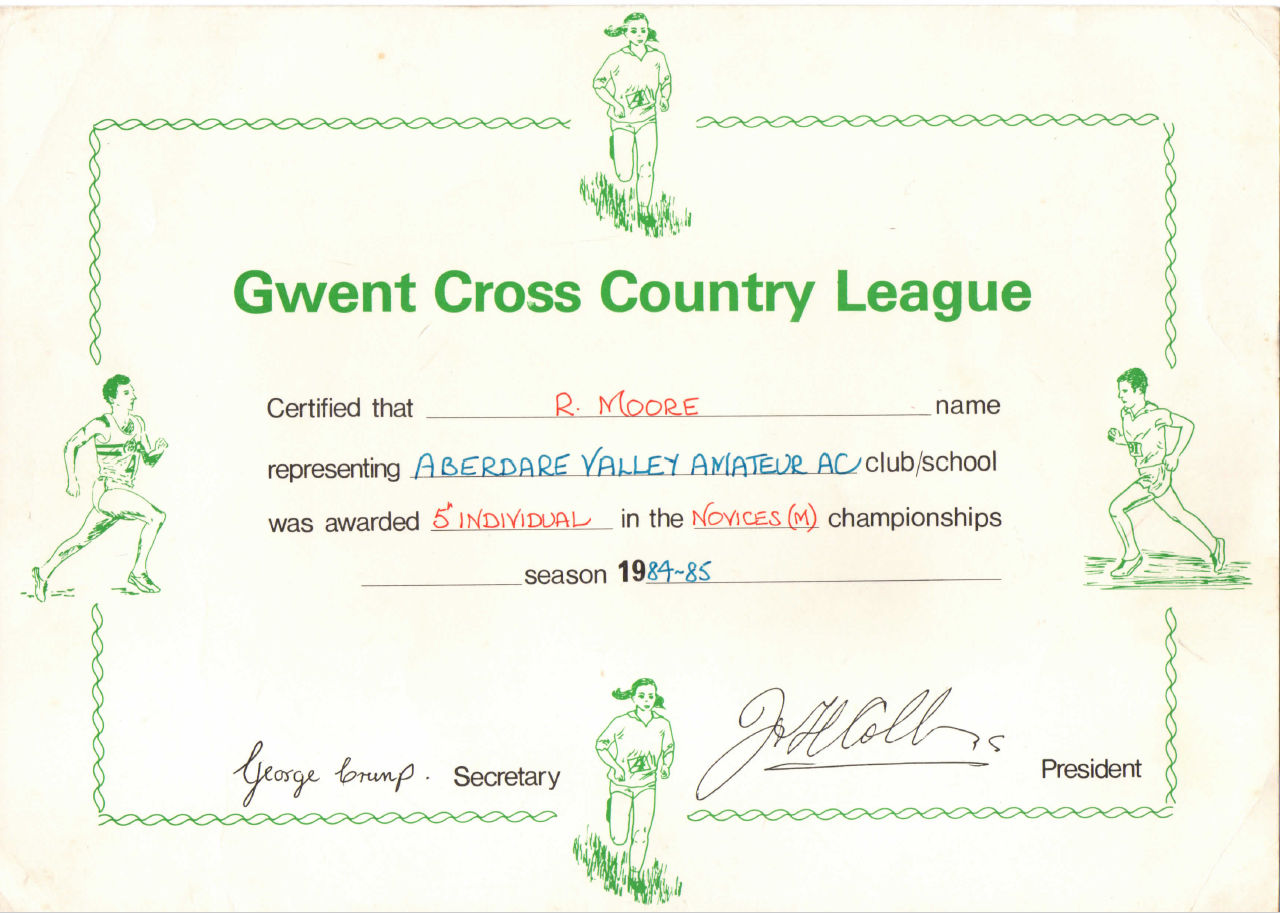 Gwent Cross Country League
Certified that R. MOORE name
representing ABERDARE VALLEY AMATEUR AC club/school
was awarded 5" INDIVIDUAL in the NOVICES (M) championships
season 1984~85
George Crump. Secretary
President